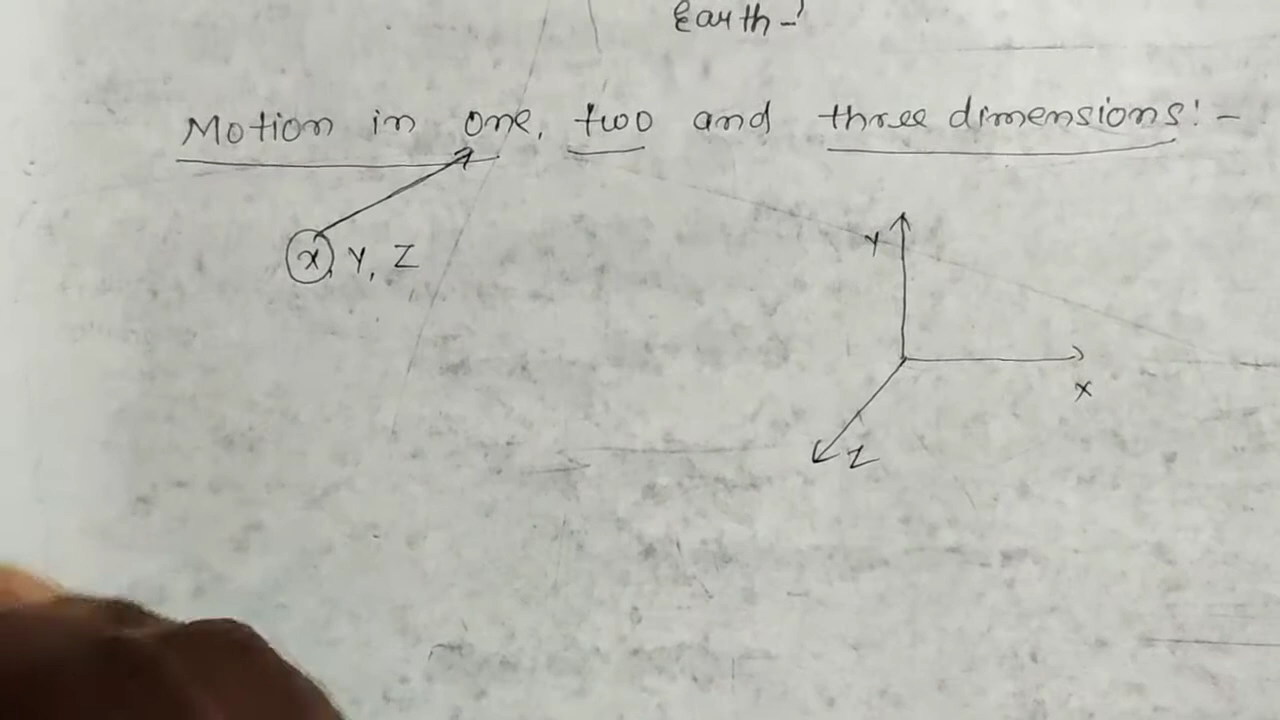 Earth -
Motion in one, two and three dimensions: -
X, Y, Z
Y
X
Z